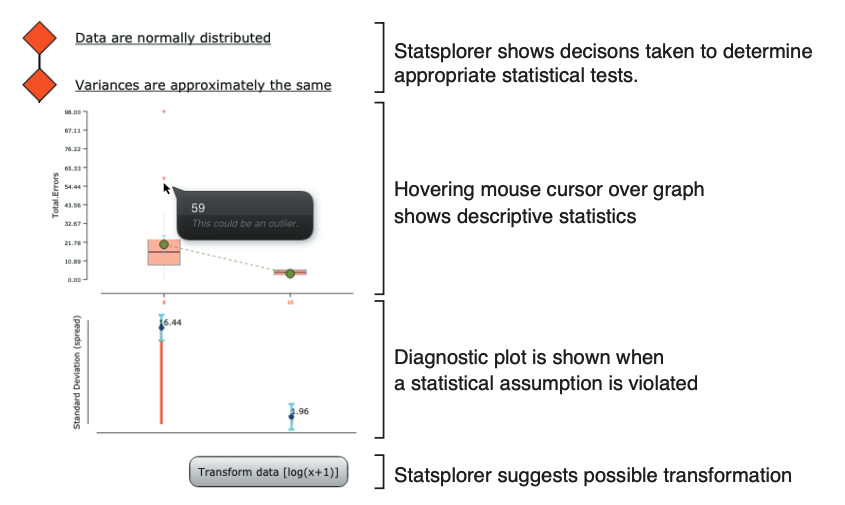 Data are normally distributed
Variances are approximately the same
Statsplorer shows decisons taken to determine
appropriate statistical tests.
Total.Errors
98.00
87.11
76.22
65.33
54.44
43.56
32.67
21.78
10.89
0.00
59
This could be an outlier.
8
16
Hovering mouse cursor over graph
shows descriptive statistics
Standard Deviation (spread)
16.44
1.96
Diagnostic plot is shown when
a statistical assumption is violated
Transform data [log(x+1)]
Statsplorer suggests possible transformation